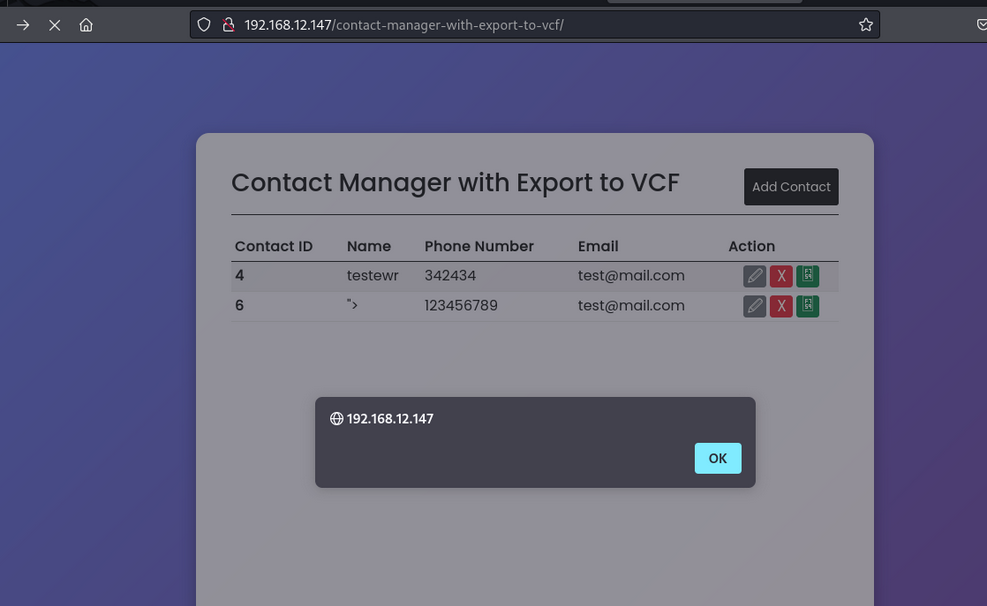 192.168.12.147/contact-manager-with-export-to-vcf/
Contact Manager with Export to VCF
Add Contact
Contact ID Name Phone Number Email Action
4 testewr 342434 test@mail.com X
6 "> 123456789 test@mail.com X
192.168.12.147
OK